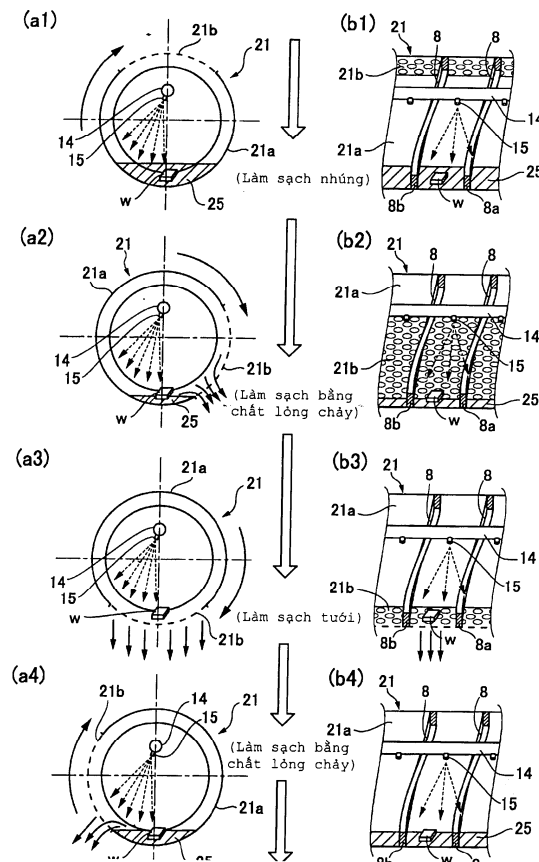 (a1)
21b
21
14
15
21a
W
25
(Làm sạch nhúng)
(b1)
21
8
8
21b
14
15
21a
25
8b
W
8a
(a2)
21
21a
14
15
21b
W
25
(Làm sạch bằng
chất lỏng chảy)
(b2)
21
8
8
21a
14
15
21b
25
8b
W
8a
(a3)
21a
21
14
15
W
21b
(Làm sạch tưới)
(b3)
21
8
8
21a
14
15
21b
8b
W
8a
(a4)
21b
14
15
21
(Làm sạch bằng
chất lỏng chảy)
21a
W
25
(b4)
21
8
8
21a
14
15
25
8b
W